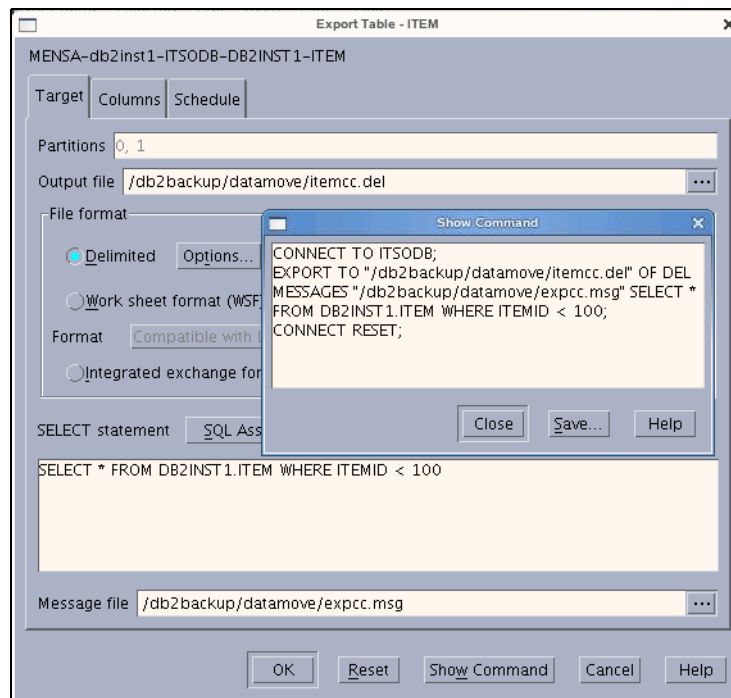 Export Table - ITEM
MENSA-db2inst1-ITSODB-DB2INST1-ITEM
Target Columns Schedule
Partitions 0, 1
Output file /db2backup/datamove/itemcc.del ...
File format
Delimited Options...
Work sheet format (WSF)
Format Compatible with
Integrated exchange
Show Command
CONNECT TO ITSODB;
EXPORT TO "/db2backup/datamove/itemcc.del" OF DEL
MESSAGES "/db2backup/datamove/expcc.msg" SELECT *
FROM DB2INST1.ITEM WHERE ITEMID < 100;
CONNECT RESET;
Close Save... Help
SELECT statement SQL
SELECT * FROM DB2INST1.ITEM WHERE ITEMID < 100
Message file /db2backup/datamove/expcc.msg ...
OK Reset Show Command Cancel Help